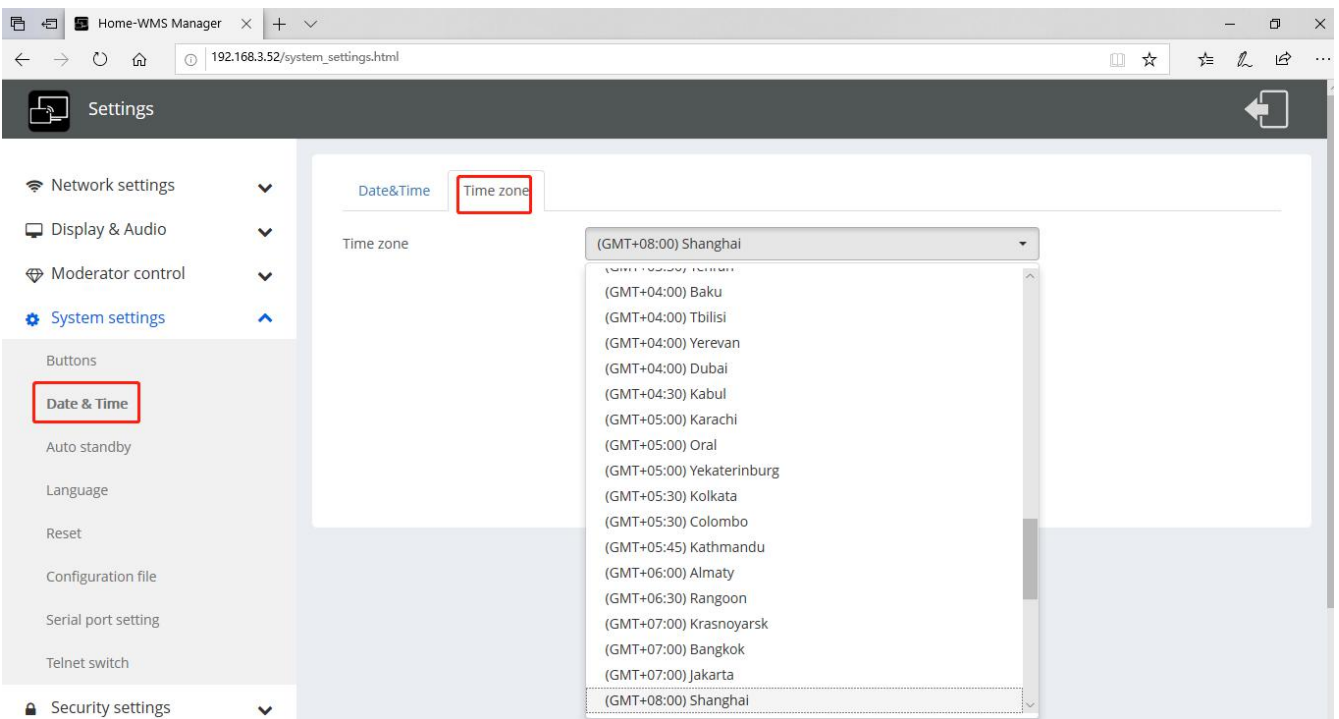 Home-WMS Manager
192.168.3.52/system_settings.html
Settings
Network settings
Display & Audio
Moderator control
System settings
Buttons
Date & Time
Auto standby
Language
Reset
Configuration file
Serial port setting
Telnet switch
Security settings
Date&Time
Time zone
Time zone
(GMT+08:00) Shanghai
(GMT+04:00) Baku
(GMT+04:00) Tbilisi
(GMT+04:00) Yerevan
(GMT+04:00) Dubai
(GMT+04:30) Kabul
(GMT+05:00) Karachi
(GMT+05:00) Oral
(GMT+05:00) Yekaterinburg
(GMT+05:30) Kolkata
(GMT+05:30) Colombo
(GMT+05:45) Kathmandu
(GMT+06:00) Almaty
(GMT+06:30) Rangoon
(GMT+07:00) Krasnoyarsk
(GMT+07:00) Bangkok
(GMT+07:00) Jakarta
(GMT+08:00) Shanghai